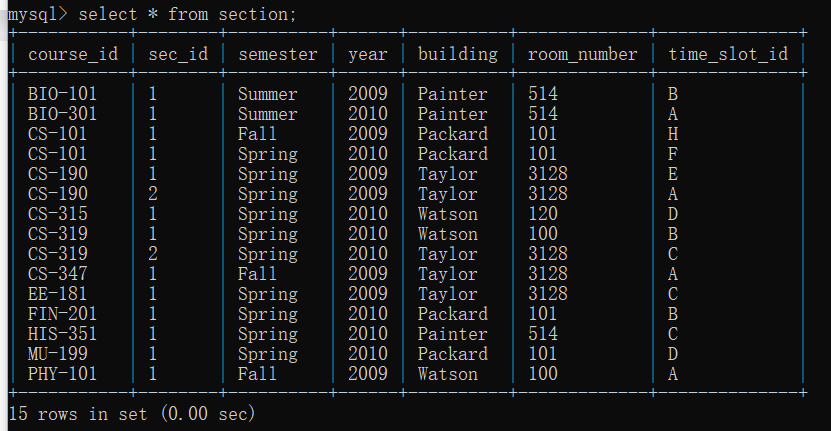 mysql> select * from section;
+-----------+--------+----------+------+----------+-------------+--------------+
| course_id | sec_id | semester | year | building | room_number | time_slot_id |
+-----------+--------+----------+------+----------+-------------+--------------+
| BIO-101 | 1 | Summer | 2009 | Painter | 514 | B |
| BIO-301 | 1 | Summer | 2010 | Painter | 514 | A |
| CS-101 | 1 | Fall | 2009 | Packard | 101 | H |
| CS-101 | 1 | Spring | 2010 | Packard | 101 | F |
| CS-190 | 1 | Spring | 2009 | Taylor | 3128 | E |
| CS-190 | 2 | Spring | 2009 | Taylor | 3128 | A |
| CS-315 | 1 | Spring | 2010 | Watson | 120 | D |
| CS-319 | 1 | Spring | 2010 | Watson | 100 | B |
| CS-319 | 2 | Spring | 2010 | Taylor | 3128 | C |
| CS-347 | 1 | Fall | 2009 | Taylor | 3128 | A |
| EE-181 | 1 | Spring | 2009 | Taylor | 3128 | C |
| FIN-201 | 1 | Spring | 2010 | Packard | 101 | B |
| HIS-351 | 1 | Spring | 2010 | Painter | 514 | C |
| MU-199 | 1 | Spring | 2010 | Packard | 101 | D |
| PHY-101 | 1 | Fall | 2009 | Watson | 100 | A |
+-----------+--------+----------+------+----------+-------------+--------------+
15 rows in set (0.00 sec)